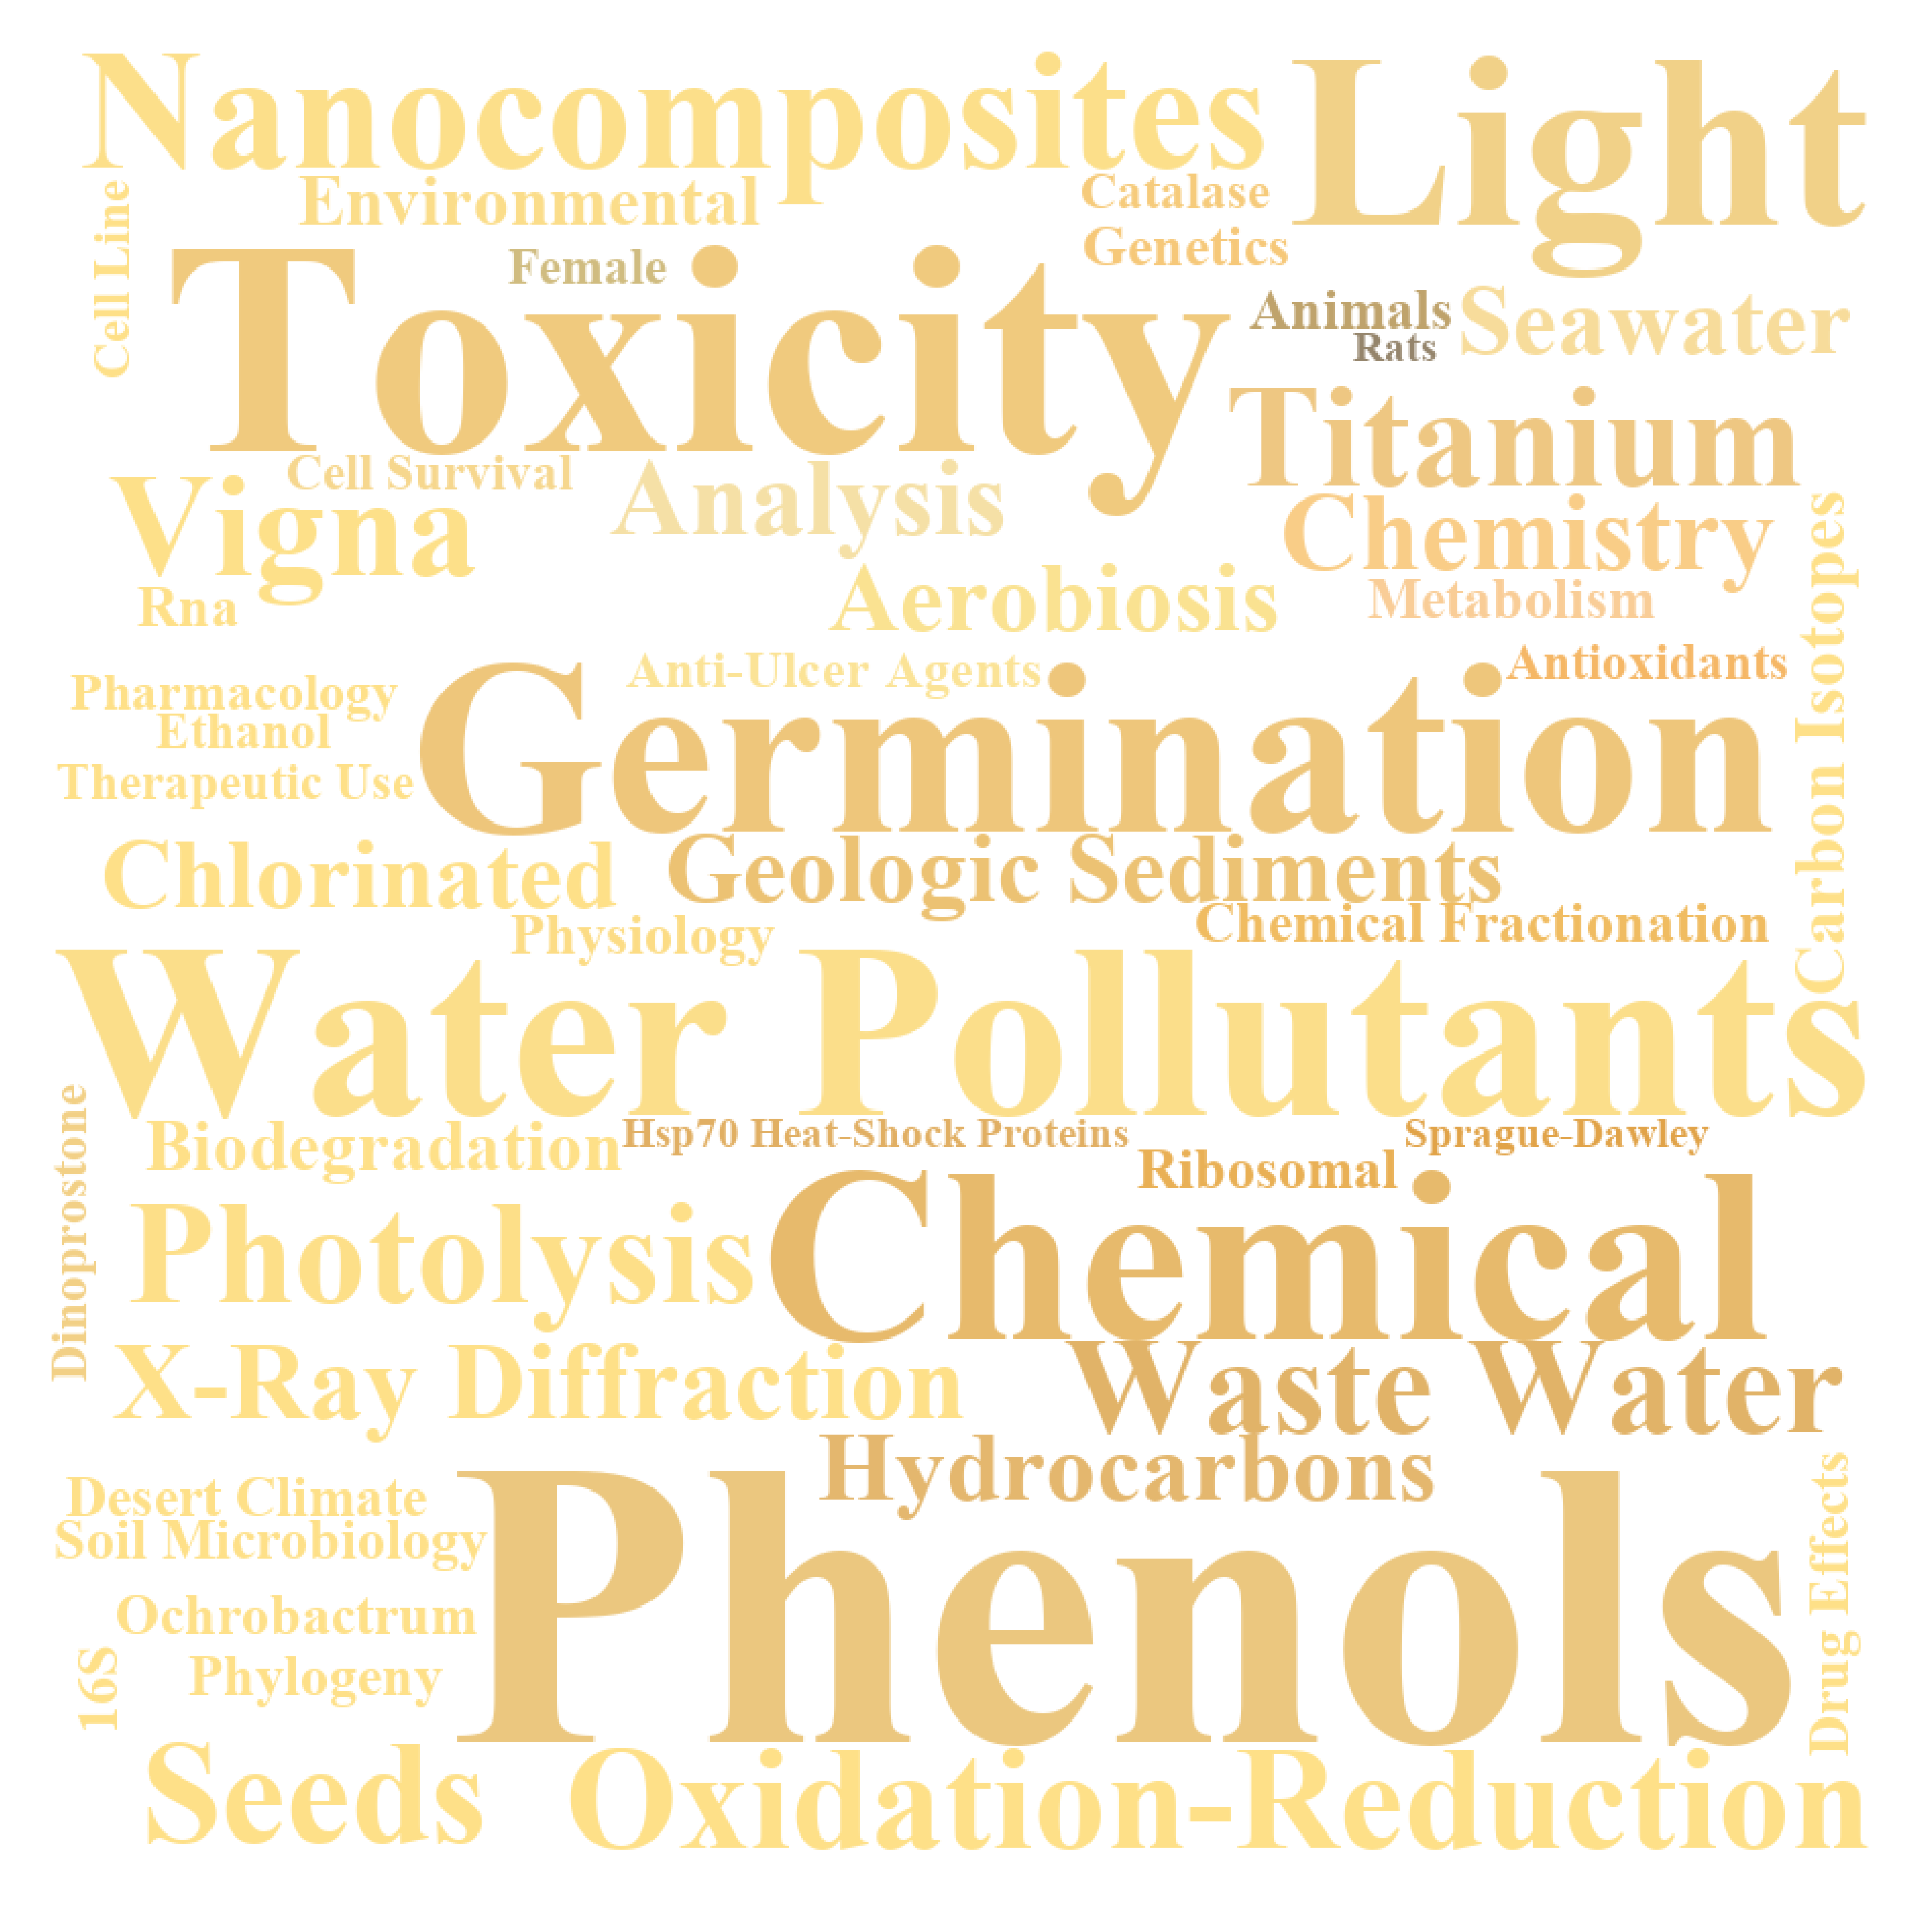 Nanocomposites
Light
Environmental
Catalase
Cell Line
Genetics
Female
Toxicity
Animals
Seawater
Rats
Titanium
Cell Survival
Analysis
Vigna
Chemistry
Carbon Isotopes
Aerobiosis
Metabolism
Rna
Anti-Ulcer Agents
Antioxidants
Pharmacology
Germination
Ethanol
Therapeutic Use
Chlorinated
Geologic Sediments
Physiology
Chemical Fractionation
Water Pollutants
Dinoprostone
Biodegradation
Hsp70 Heat-Shock Proteins
Sprague-Dawley
Ribosomal
Photolysis
Chemical
X-Ray Diffraction
Waste Water
Hydrocarbons
Desert Climate
Soil Microbiology
Phenols
Drug Effects
Ochrobactrum
16S
Phylogeny
Seeds
Oxidation-Reduction